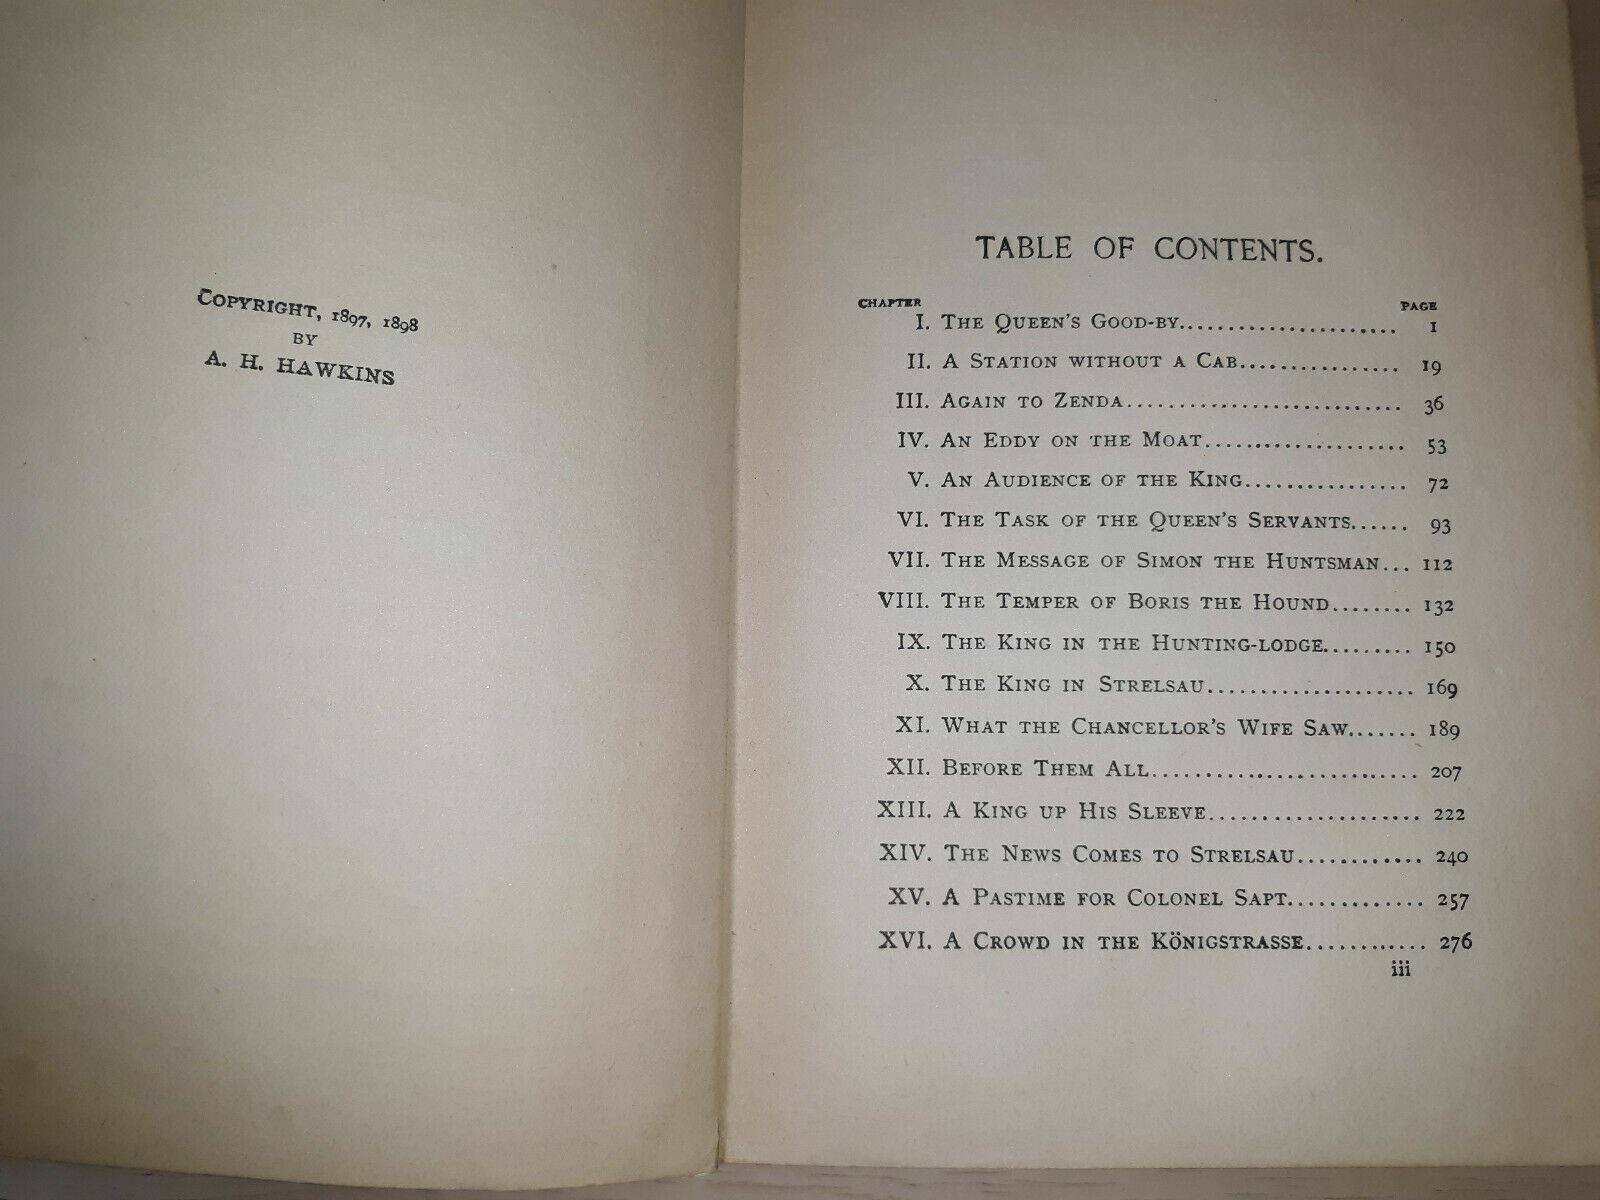 COPYRIGHT, 1897, 1898
BY
A. H. HAWKINS
TABLE OF CONTENTS.
CHAPTER PAGE
I. THE QUEEN'S GOOD-BY........................ 1
II. A STATION WITHOUT A CAB................. 19
III. AGAIN TO ZENDA........................... 36
IV. AN EDDY ON THE MOAT.................... 53
V. AN AUDIENCE OF THE KING................ 72
VI. THE TASK OF THE QUEEN'S SERVANTS...... 93
VII. THE MESSAGE OF SIMON THE HUNTSMAN... 112
VIII. THE TEMPER OF BORIS THE HOUND........ 132
IX. THE KING IN THE HUNTING-LODGE......... 150
X. THE KING IN STRELSAU..................... 169
XI. WHAT THE CHANCELLOR'S WIFE SAW....... 189
XII. BEFORE THEM ALL.......................... 207
XIII. A KING UP HIS SLEEVE..................... 222
XIV. THE NEWS COMES TO STRELSAU............ 240
XV. A PASTIME FOR COLONEL SAPT............. 257
XVI. A CROWD IN THE KÖNIGSTRASSE........... 276
iii